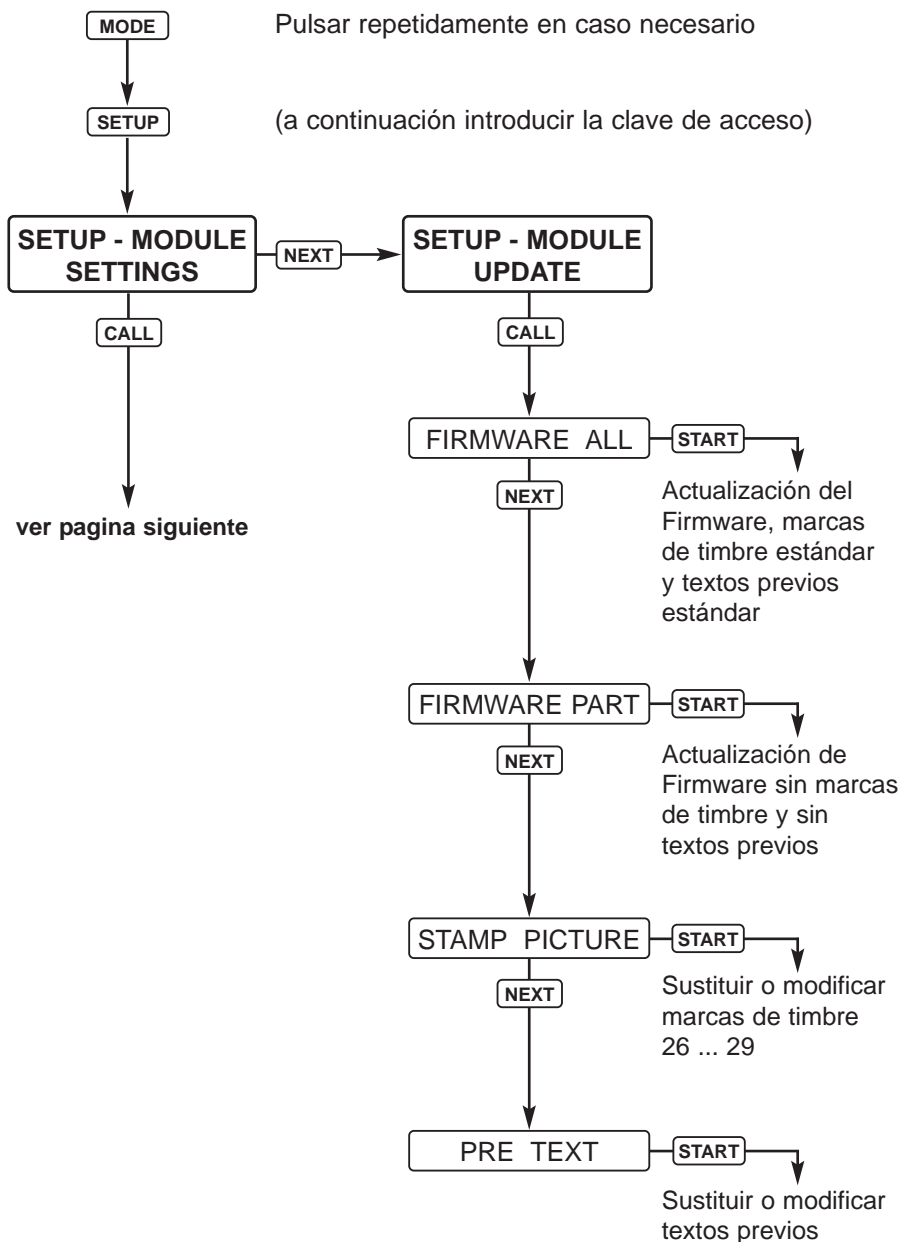 MODE
Pulsar repetidamente en caso necesario
SETUP
(a continuación introducir la clave de acceso)
SETUP - MODULE
SETTINGS
NEXT
SETUP - MODULE
UPDATE
CALL
CALL
FIRMWARE ALL
START
NEXT
ver pagina siguiente
Actualización del
Firmware, marcas
de timbre estándar
y textos previos
estándar
FIRMWARE PART
START
NEXT
Actualización de
Firmware sin marcas
de timbre y sin
textos previos
STAMP PICTURE
START
NEXT
Sustituir o modificar
marcas de timbre
26 ... 29
PRE TEXT
START
Sustituir o modificar
textos previos